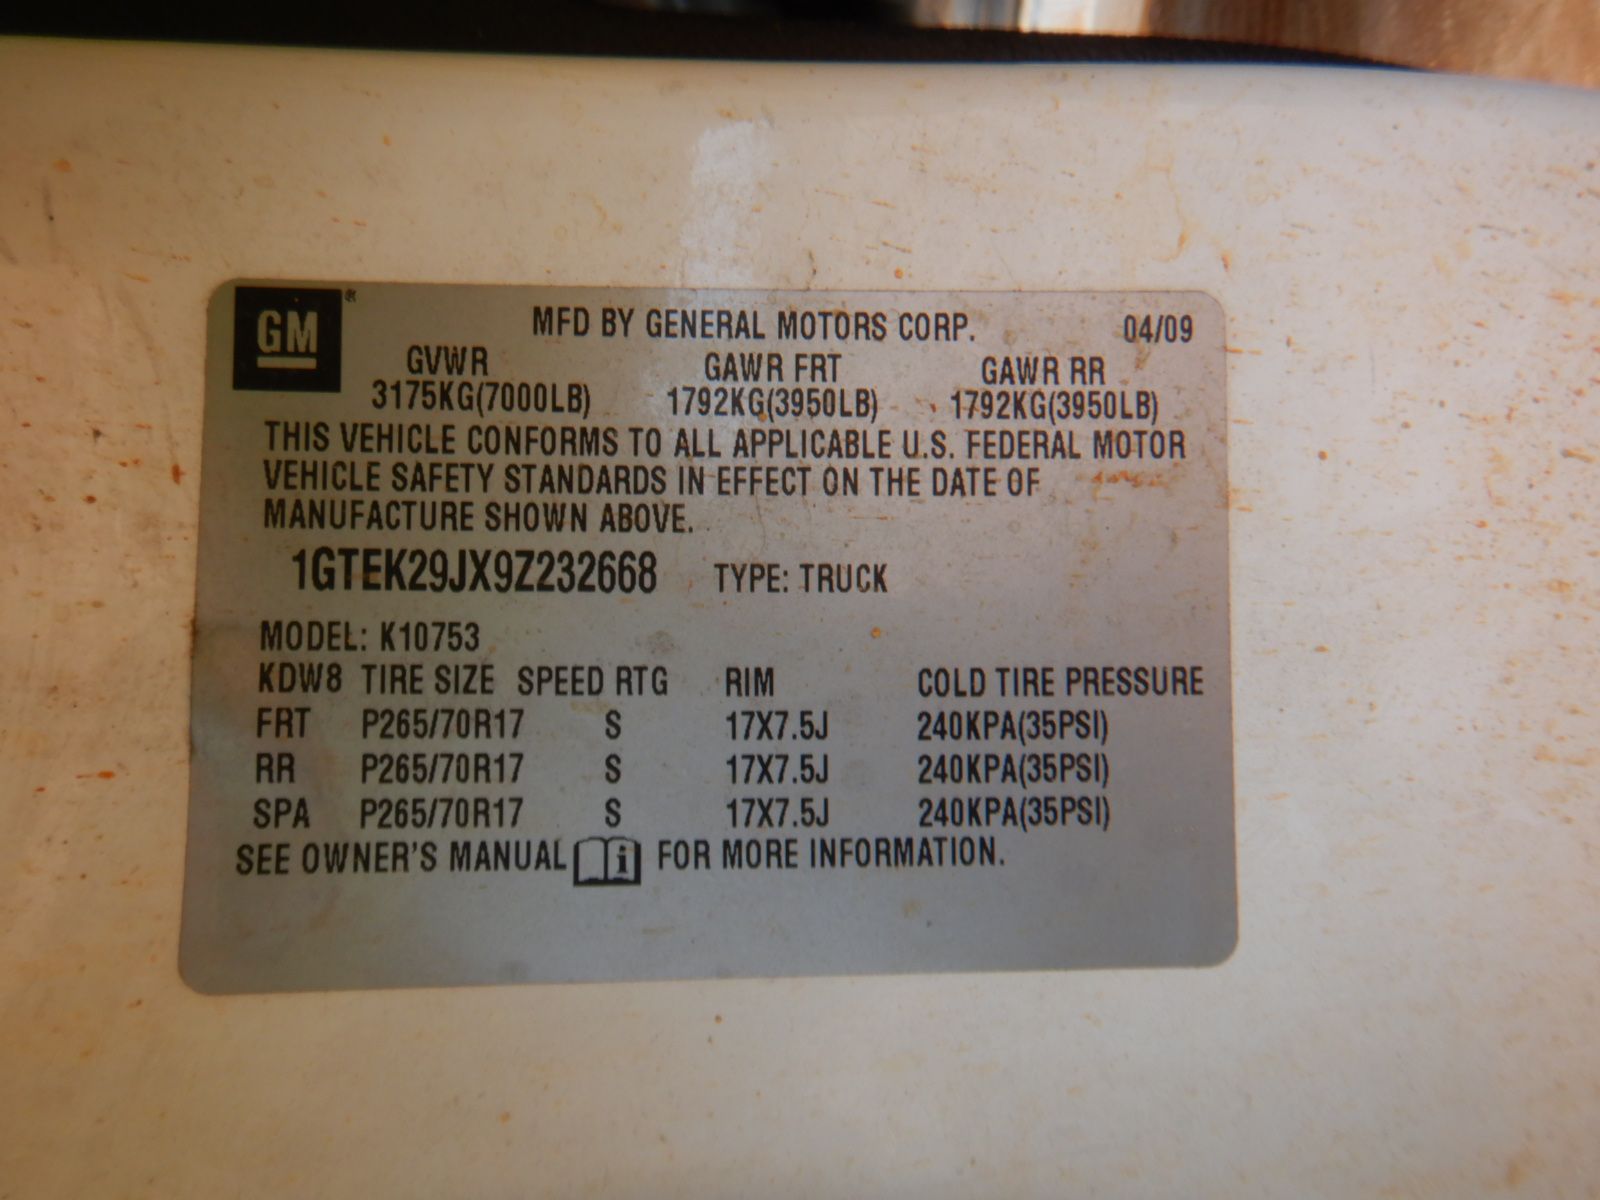 GM®
MFD BY GENERAL MOTORS CORP. 04/09
GVWR GAWR FRT GAWR RR
3175KG(7000LB) 1792KG(3950LB) 1792KG(3950LB)
THIS VEHICLE CONFORMS TO ALL APPLICABLE U.S. FEDERAL MOTOR
VEHICLE SAFETY STANDARDS IN EFFECT ON THE DATE OF
MANUFACTURE SHOWN ABOVE.
1GTEK29JX9Z232668 TYPE: TRUCK
MODEL: K10753
KDW8 TIRE SIZE SPEED RTG RIM COLD TIRE PRESSURE
FRT P265/70R17 S 17X7.5J 240KPA(35PSI)
RR P265/70R17 S 17X7.5J 240KPA(35PSI)
SPA P265/70R17 S 17X7.5J 240KPA(35PSI)
SEE OWNER'S MANUAL i FOR MORE INFORMATION.